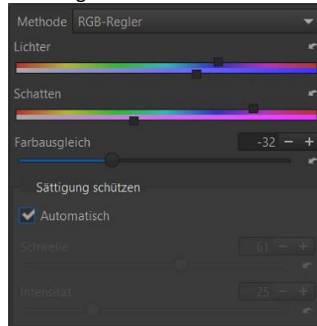 Methode RGB-Regler
Lichter
Schatten
Farbausgleich -32 - +
Sättigung schützen
Automatisch
Schwelle 61 - +
Intensität 25 - +